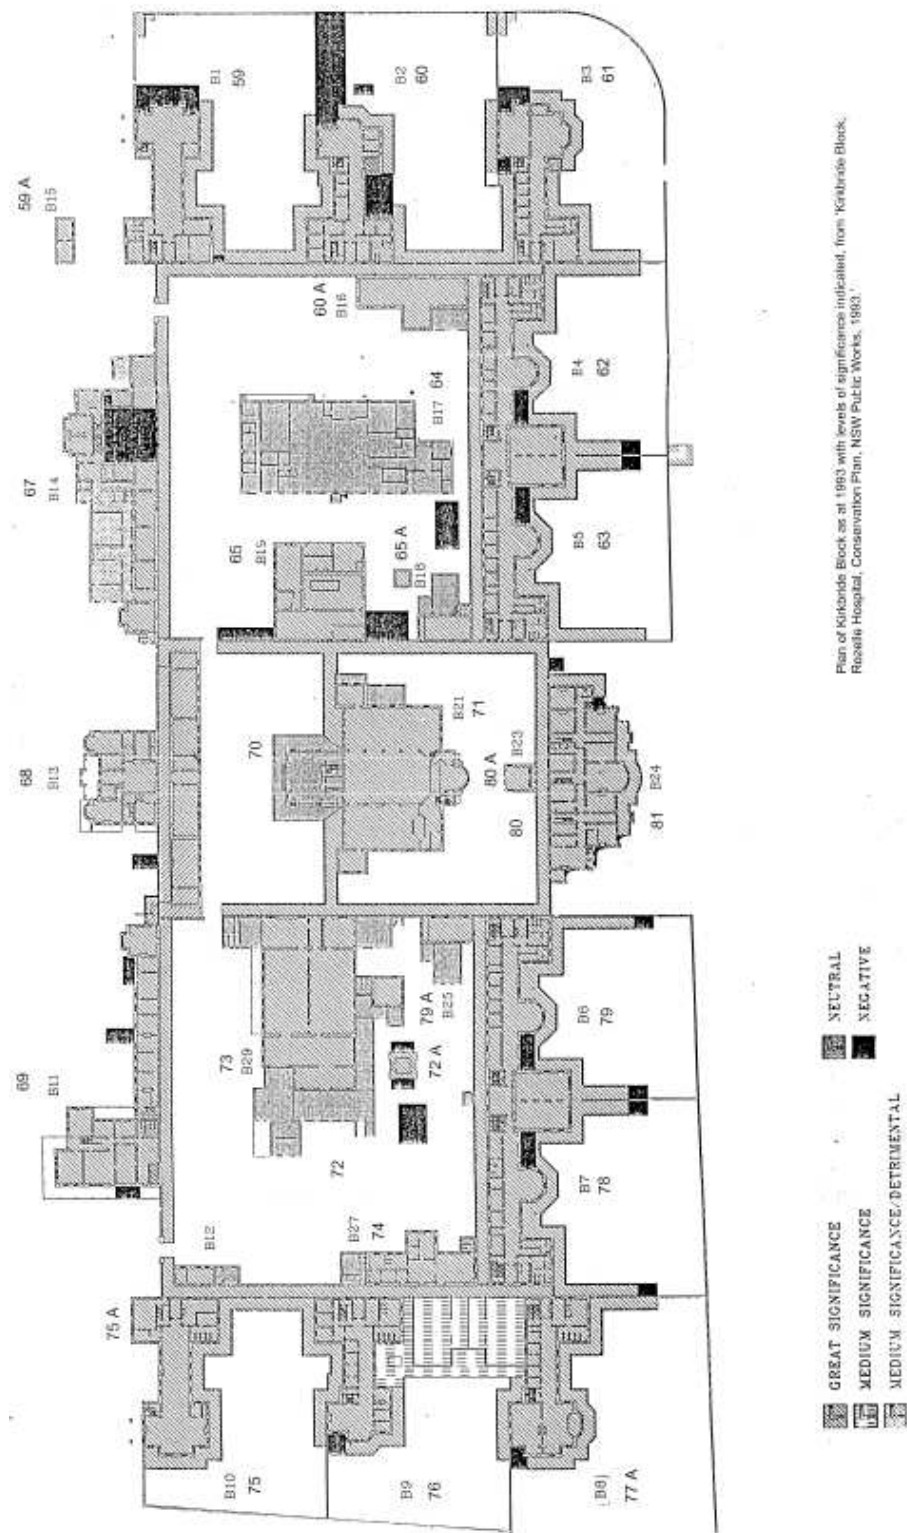 69
B11
68
B13
67
B14
59 A
B15
75 A
B12
B10
75
B1
59
73
B29
70
65
B19
60 A
B16
72
B27
74
B9
76
B2
60
72 A
79 A
B25
B21
71
65 A
B18
64
B17
80
80 A
B23
(B8)
77 A
B7
78
B6
79
81
B24
B5
63
B4
62
B3
61
GREAT SIGNIFICANCE
MEDIUM SIGNIFICANCE
MEDIUM SIGNIFICANCE/DETRIMENTAL
NEUTRAL
NEGATIVE
Plan of Kirkbride Block as at 1993 with levels of significance indicated, from 'Kirkbride Block,
Rozelle Hospital, Conservation Plan, NSW Public Works, 1993.'